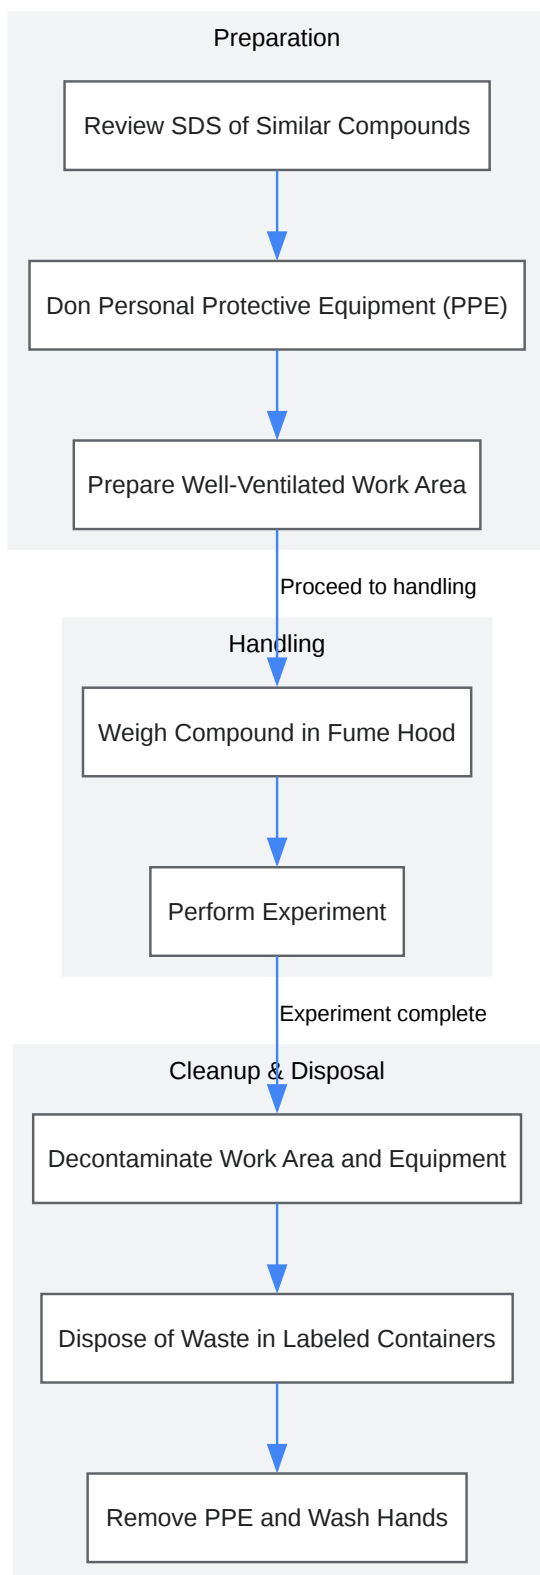 Preparation
Review SDS of Similar Compounds
Don Personal Protective Equipment (PPE)
Prepare Well-Ventilated Work Area
Proceed to handling
Handling
Weigh Compound in Fume Hood
Perform Experiment
Experiment complete
Cleanup & Disposal
Decontaminate Work Area and Equipment
Dispose of Waste in Labeled Containers
Remove PPE and Wash Hands